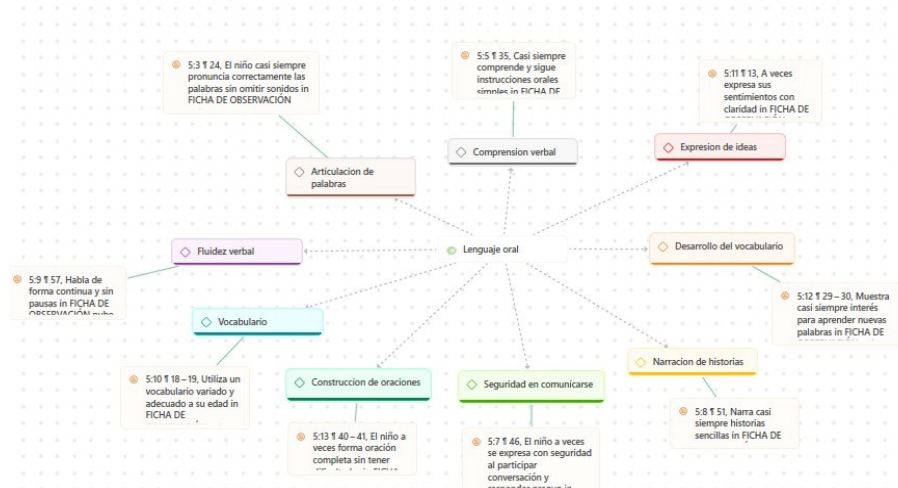 5:3 ¶ 24, El niño casi siempre
pronuncia correctamente las
palabras sin omitir sonidos in
FICHA DE OBSERVACIÓN
5:5 ¶ 35, Casi siempre
comprende y sigue
instrucciones orales
simples in FICHA DE
5:11 ¶ 13, A veces
expresa sus
sentimientos con
claridad in FICHA DE
Articulacion de
palabras
Comprension verbal
Expresion de ideas
Fluidez verbal
Lenguaje oral
Desarrollo del vocabulario
5:9 ¶ 57, Habla de
forma continua y sin
pausas in FICHA DE
OBSERVACIÓN
5:12 ¶ 29 – 30, Muestra
casi siempre interés
para aprender nuevas
palabras in FICHA DE
Vocabulario
Narracion de historias
5:10 ¶ 18 – 19, Utiliza un
vocabulario variado y
adecuado a su edad in
FICHA DE
Construccion de oraciones
Seguridad en comunicarse
5:8 ¶ 51, Narra casi
siempre historias
sencillas in FICHA DE
5:13 ¶ 40 – 41, El niño a
veces forma oración
completa sin tener
5:7 ¶ 46, El niño a veces
se expresa con seguridad
al participar
conversación y